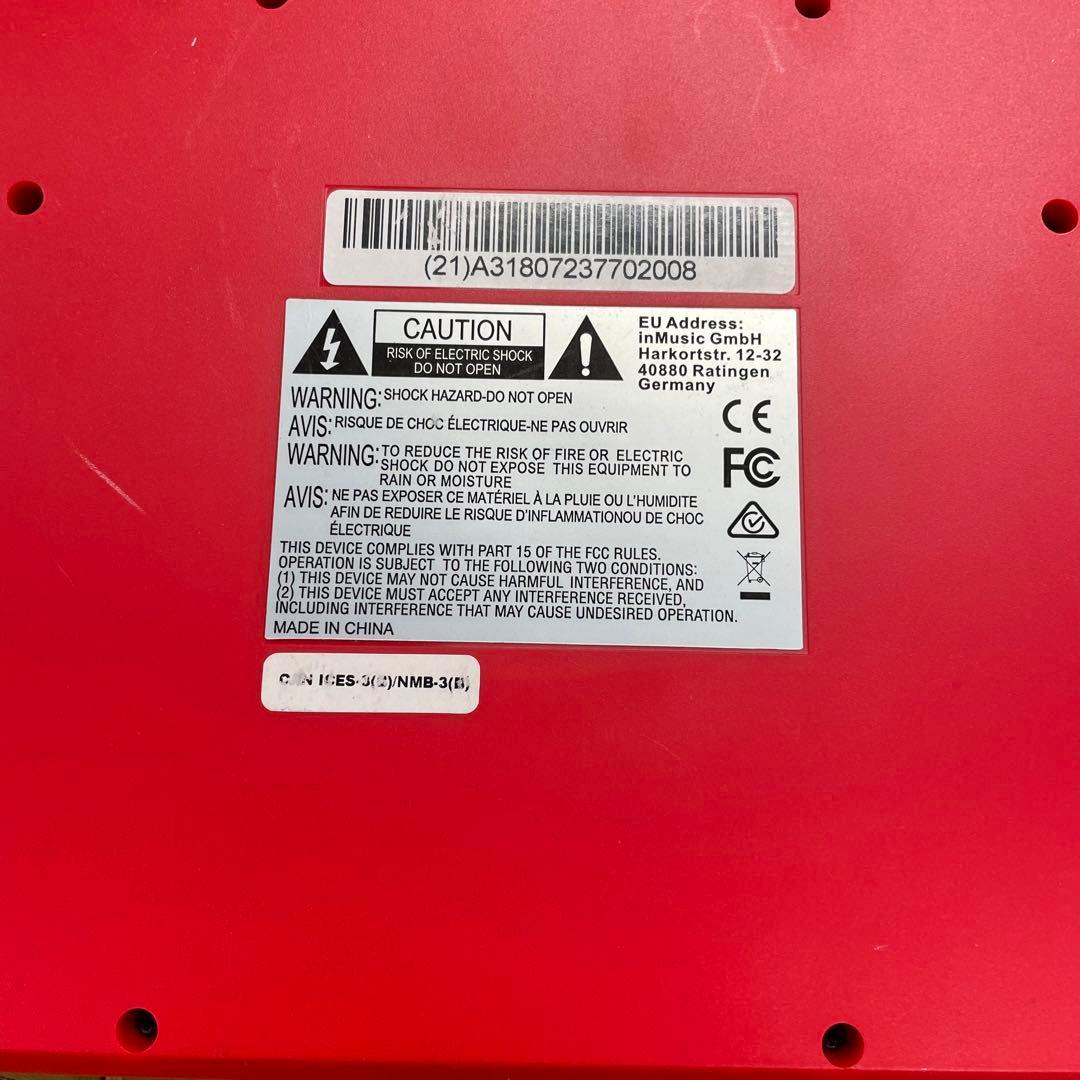 (21)A31807237702008
CAUTION
RISK OF ELECTRIC SHOCK
DO NOT OPEN
EU Address:
inMusic GmbH
Harkortstr. 12-32
40880 Ratingen
Germany
WARNING: SHOCK HAZARD-DO NOT OPEN
AVIS: RISQUE DE CHOC ÉLECTRIQUE-NE PAS OUVRIR
WARNING: TO REDUCE THE RISK OF FIRE OR ELECTRIC
SHOCK DO NOT EXPOSE THIS EQUIPMENT TO
RAIN OR MOISTURE
AVIS: NE PAS EXPOSER CE MATÉRIEL À LA PLUIE OU L'HUMIDITE
AFIN DE REDUIRE LE RISQUE D'INFLAMMATIONOU DE CHOC
ÉLECTRIQUE
CE
FC
THIS DEVICE COMPLIES WITH PART 15 OF THE FCC RULES.
OPERATION IS SUBJECT TO THE FOLLOWING TWO CONDITIONS:
(1) THIS DEVICE MAY NOT CAUSE HARMFUL INTERFERENCE, AND
(2) THIS DEVICE MUST ACCEPT ANY INTERFERENCE RECEIVED,
INCLUDING INTERFERENCE THAT MAY CAUSE UNDESIRED OPERATION.
MADE IN CHINA
CAN ICES-3(B)/NMB-3(B)